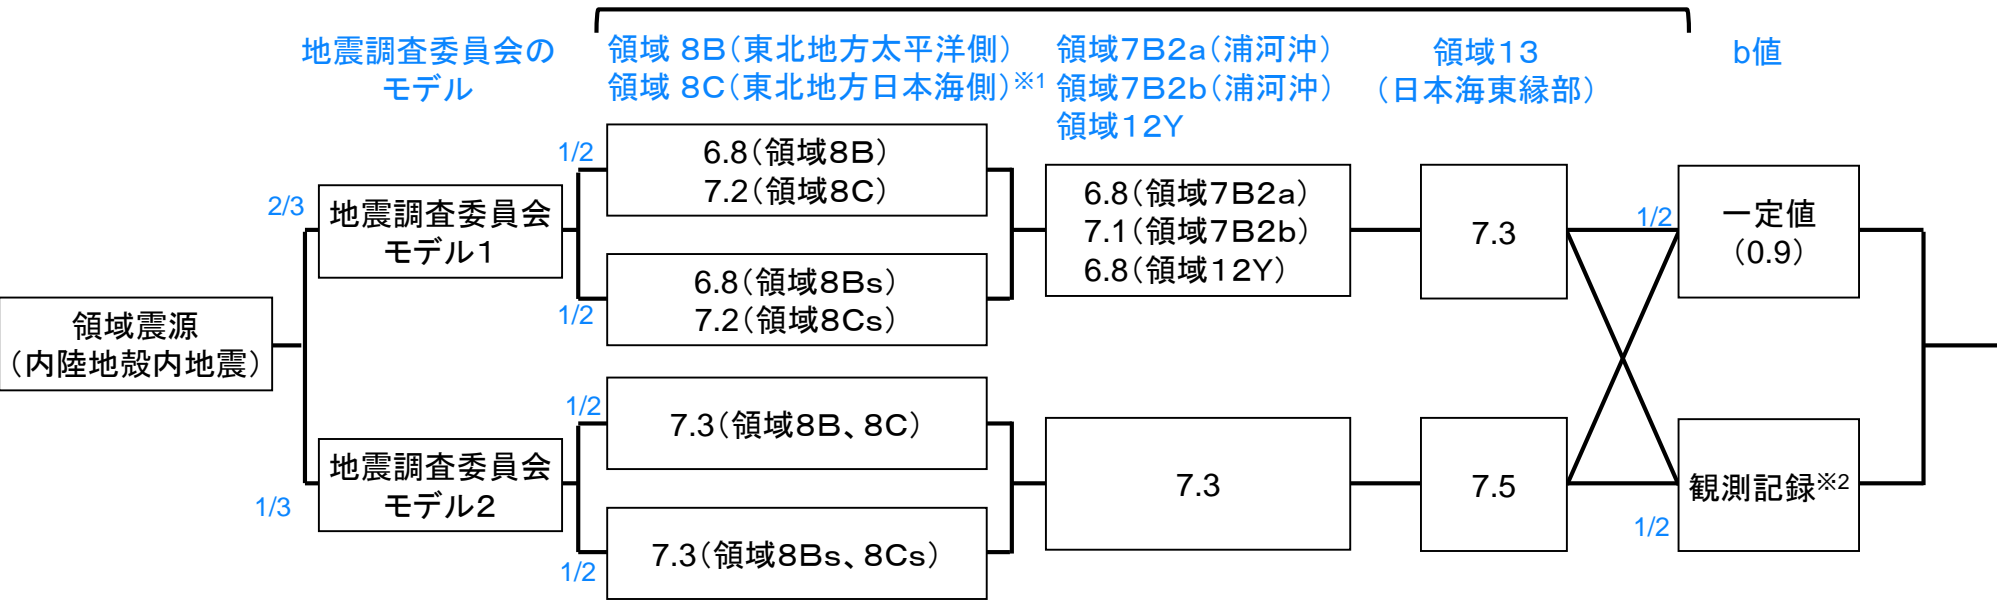 地震調査委員会の
モデル
領域 8B（東北地方太平洋側）
領域 8C（東北地方日本海側）※1
領域7B2a（浦河沖）
領域7B2b（浦河沖）
領域12Y
領域13
（日本海東縁部）
b値
領域震源
（内陸地殻内地震）
2/3
地震調査委員会
モデル1
1/3
地震調査委員会
モデル2
1/2
6.8（領域8B）
7.2（領域8C）
1/2
6.8（領域8Bs）
7.2（領域8Cs）
1/2
7.3（領域8B、8C）
1/2
7.3（領域8Bs、8Cs）
6.8（領域7B2a）
7.1（領域7B2b）
6.8（領域12Y）
7.3
7.3
7.5
1/2
一定値
（0.9）
1/2
観測記録※2